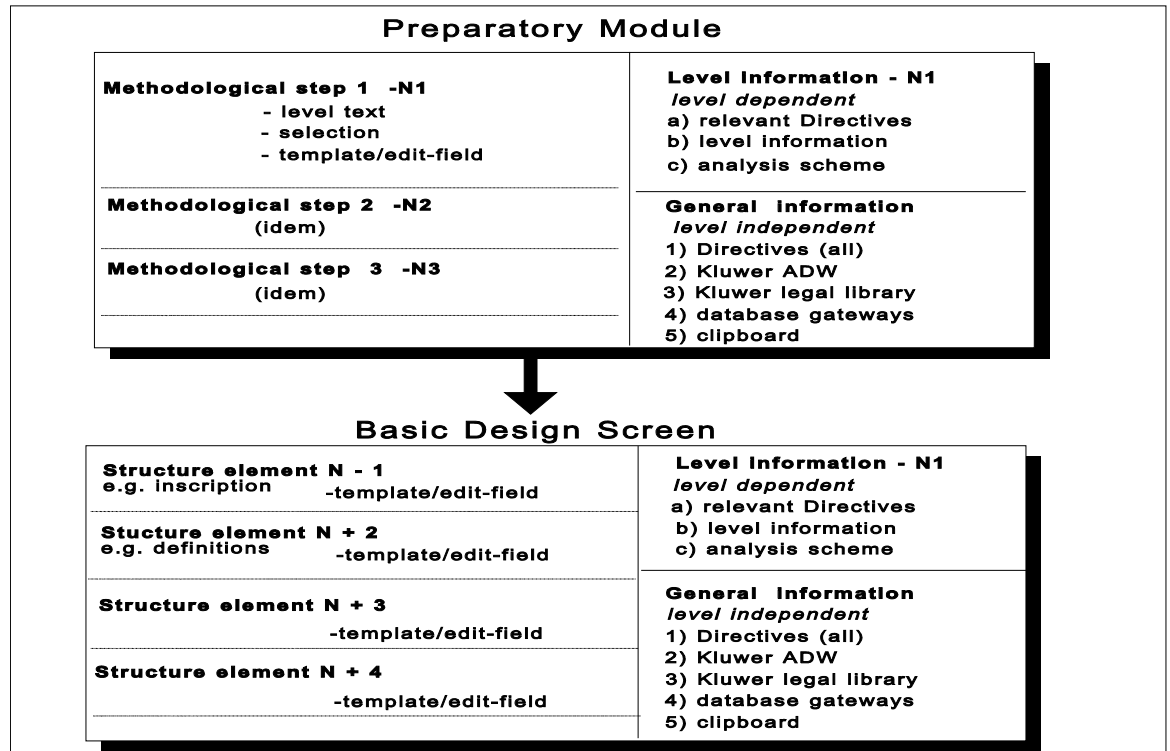 Preparatory Module
Methodological step 1 -N1
- level text
- selection
- template/edit-field
Methodological step 2 -N2
(idem)
Methodological step 3 -N3
(idem)
Level Information - N1
level dependent
a) relevant Directives
b) level information
c) analysis scheme
General information
level independent
1) Directives (all)
2) Kluwer ADW
3) Kluwer legal library
4) database gateways
5) clipboard
Basic Design Screen
Structure element N - 1
e.g. inscription -template/edit-field
Stucture element N + 2
e.g. definitions -template/edit-field
Structure element N + 3
-template/edit-field
Structure element N + 4
-template/edit-field
Level Information - N1
level dependent
a) relevant Directives
b) level information
c) analysis scheme
General Information
level independent
1) Directives (all)
2) Kluwer ADW
3) Kluwer legal library
4) database gateways
5) clipboard